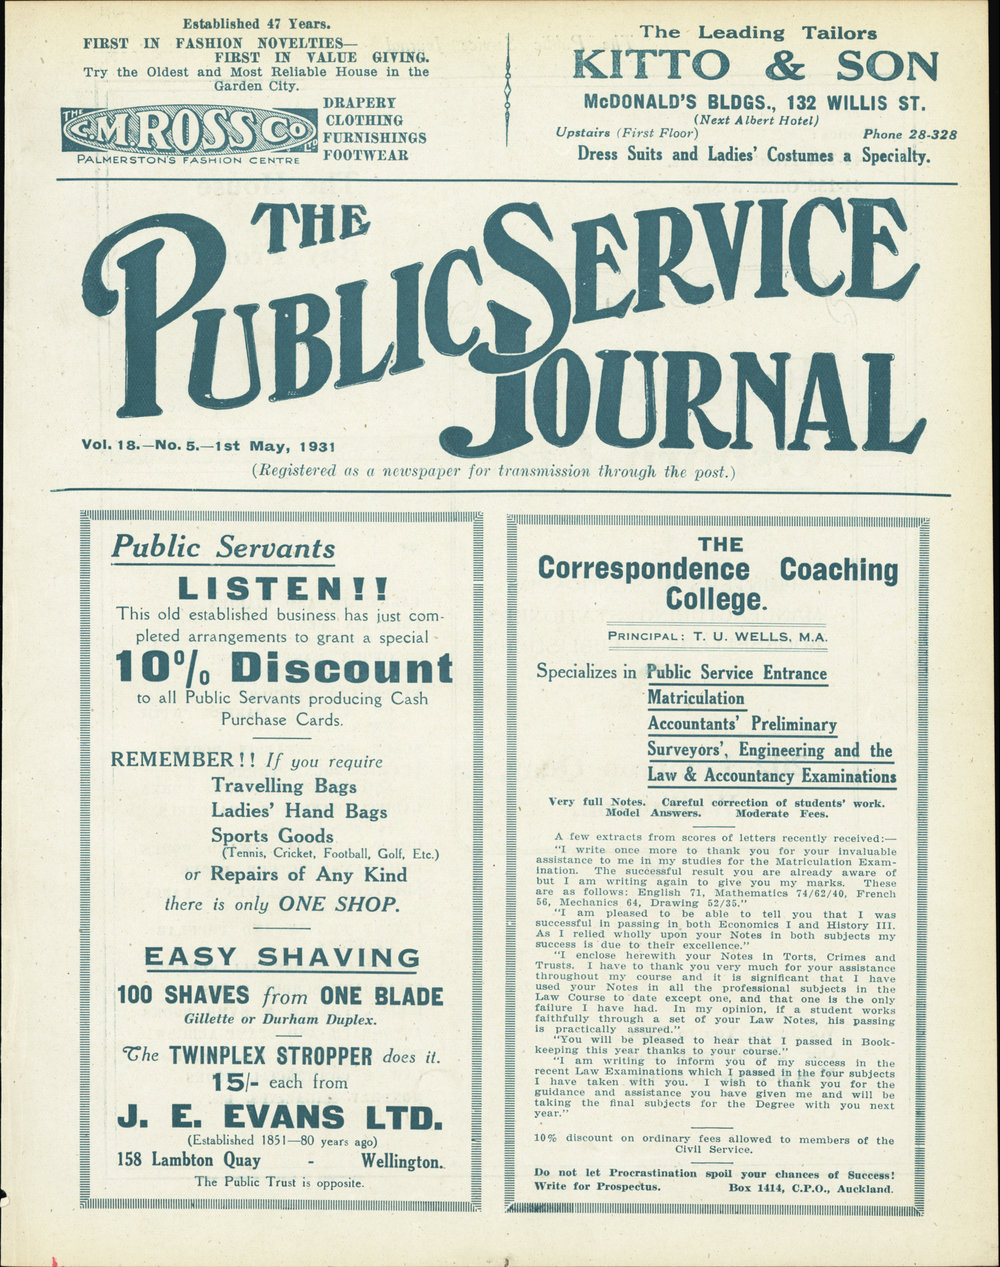 Established 47 Years.
FIRST IN FASHION NOVELTIES—
FIRST IN VALUE GIVING.
Try the Oldest and Most Reliable House in the
Garden City.
THE C.M. ROSS Co LTD
PALMERSTON'S FASHION CENTRE
DRAPERY
CLOTHING
FURNISHINGS
FOOTWEAR
The Leading Tailors
KITTO & SON
McDONALD'S BLDGS., 132 WILLIS ST.
(Next Albert Hotel)
Upstairs (First Floor) Phone 28-328
Dress Suits and Ladies' Costumes a Specialty.
THE
PUBLIC SERVICE
JOURNAL
Vol. 18.—No. 5.—1st May, 1931
(Registered as a newspaper for transmission through the post.)
Public Servants
LISTEN!!
This old established business has just com-
pleted arrangements to grant a special
10% Discount
to all Public Servants producing Cash
Purchase Cards.
REMEMBER!! If you require
Travelling Bags
Ladies' Hand Bags
Sports Goods
(Tennis, Cricket, Football, Golf, Etc.)
or Repairs of Any Kind
there is only ONE SHOP.
EASY SHAVING
100 SHAVES from ONE BLADE
Gillette or Durham Duplex.
The TWINPLEX STROPPER does it.
15/- each from
J. E. EVANS LTD.
(Established 1851—80 years ago)
158 Lambton Quay - Wellington.
The Public Trust is opposite.
THE
Correspondence Coaching
College.
PRINCIPAL: T. U. WELLS, M.A.
Specializes in Public Service Entrance
Matriculation
Accountants' Preliminary
Surveyors', Engineering and the
Law & Accountancy Examinations
Very full Notes. Careful correction of students' work.
Model Answers. Moderate Fees.
A few extracts from scores of letters recently received:—
"I write once more to thank you for your invaluable
assistance to me in my studies for the Matriculation Exam-
ination. The successful result you are already aware of
but I am writing again to give you my marks. These
are as follows: English 71, Mathematics 74/62/40, French
56, Mechanics 64, Drawing 52/35."
"I am pleased to be able to tell you that I was
successful in passing in both Economics I and History III.
As I relied wholly upon your Notes in both subjects my
success is due to their excellence."
"I enclose herewith your Notes in Torts, Crimes and
Trusts. I have to thank you very much for your assistance
throughout my course and it is significant that I have
used your Notes in all the professional subjects in the
Law Course to date except one, and that one is the only
failure I have had. In my opinion, if a student works
faithfully through a set of your Law Notes, his passing
is practically assured."
"You will be pleased to hear that I passed in Book-
keeping this year thanks to your course."
"I am writing to inform you of my success in the
recent Law Examinations which I passed in the four subjects
I have taken with you. I wish to thank you for the
guidance and assistance you have given me and will be
taking the final subjects for the Degree with you next
year."
10% discount on ordinary fees allowed to members of the
Civil Service.
Do not let Procrastination spoil your chances of Success!
Write for Prospectus. Box 1414, C.P.O., Auckland.